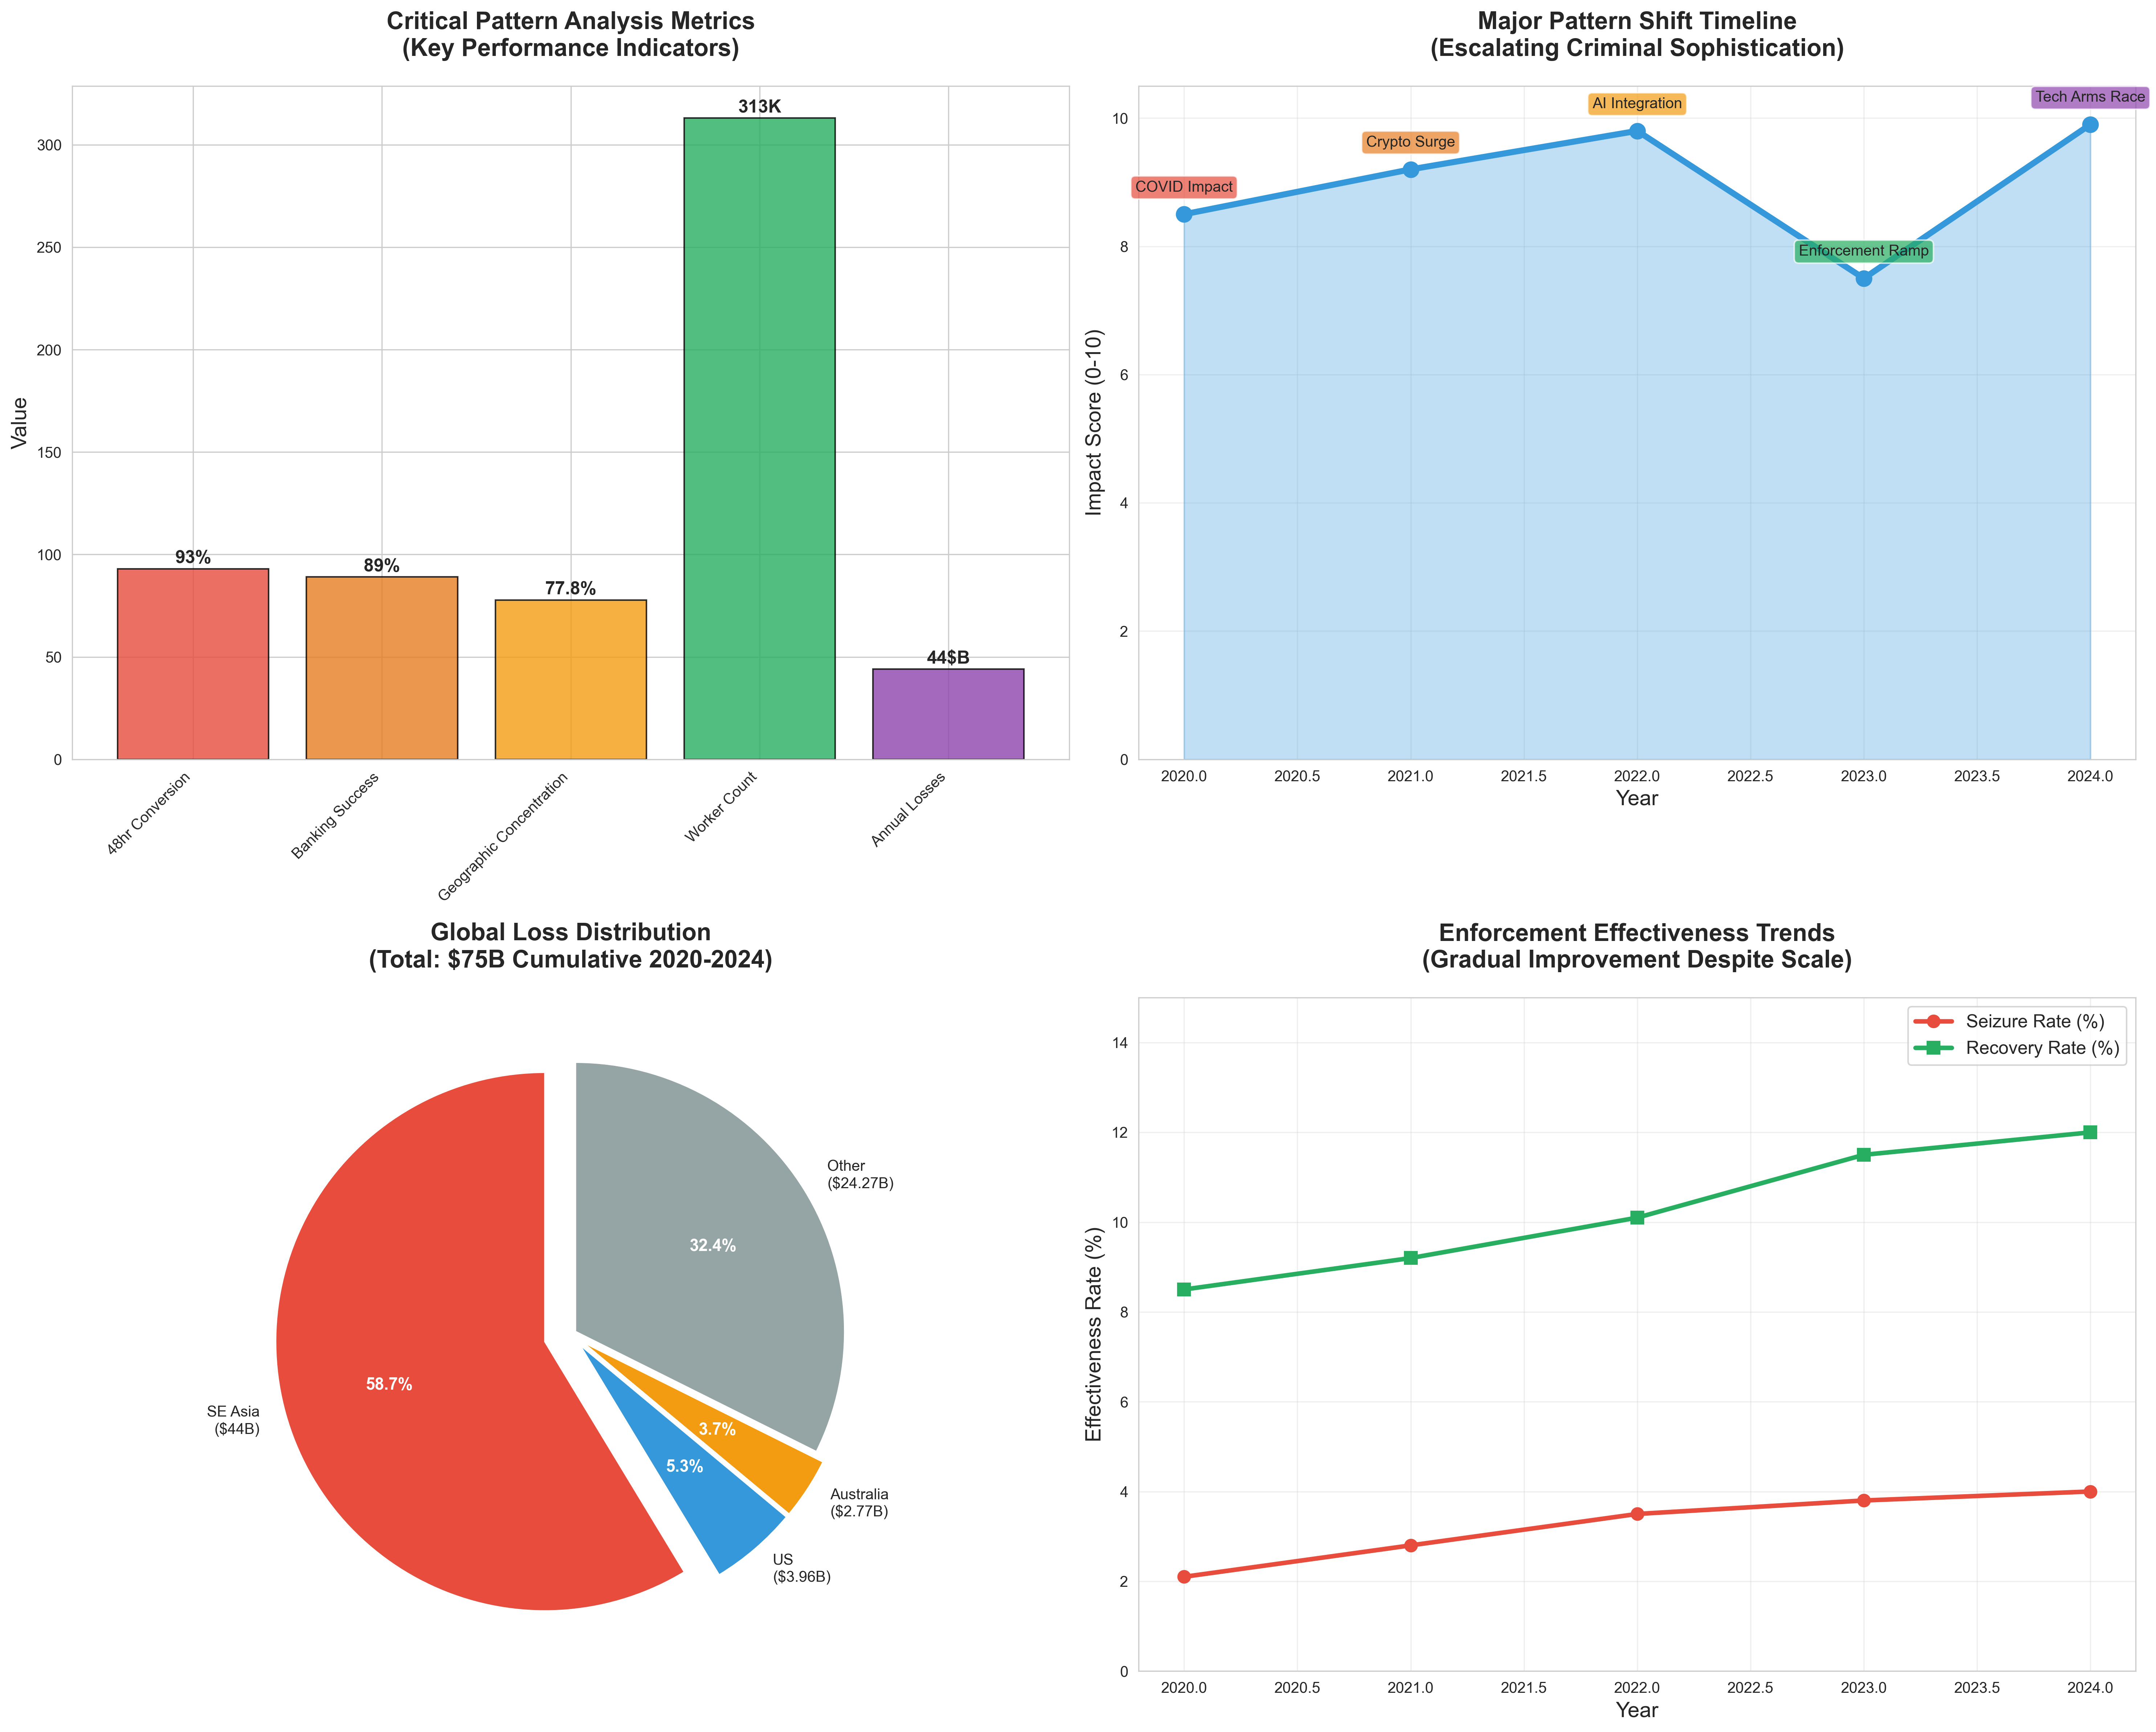 Critical Pattern Analysis Metrics
(Key Performance Indicators)
313K
93%
89%
77.8%
44$B
300
250
200
150
100
50
0
Value
48hr Conversion
Banking Success
Geographic Concentration
Worker Count
Annual Losses
Major Pattern Shift Timeline
(Escalating Criminal Sophistication)
COVID Impact
Crypto Surge
AI Integration
Enforcement Ramp
Tech Arms Race
10
8
6
4
2
0
Impact Score (0-10)
2020.0
2020.5
2021.0
2021.5
2022.0
2022.5
2023.0
2023.5
2024.0
Year
Global Loss Distribution
(Total: $75B Cumulative 2020-2024)
Other
($24.27B)
32.4%
58.7%
SE Asia
($44B)
3.7%
5.3%
Australia
($2.77B)
US
($3.96B)
Enforcement Effectiveness Trends
(Gradual Improvement Despite Scale)
Seizure Rate (%)
Recovery Rate (%)
14
12
10
8
6
4
2
0
Effectiveness Rate (%)
2020.0
2020.5
2021.0
2021.5
2022.0
2022.5
2023.0
2023.5
2024.0
Year